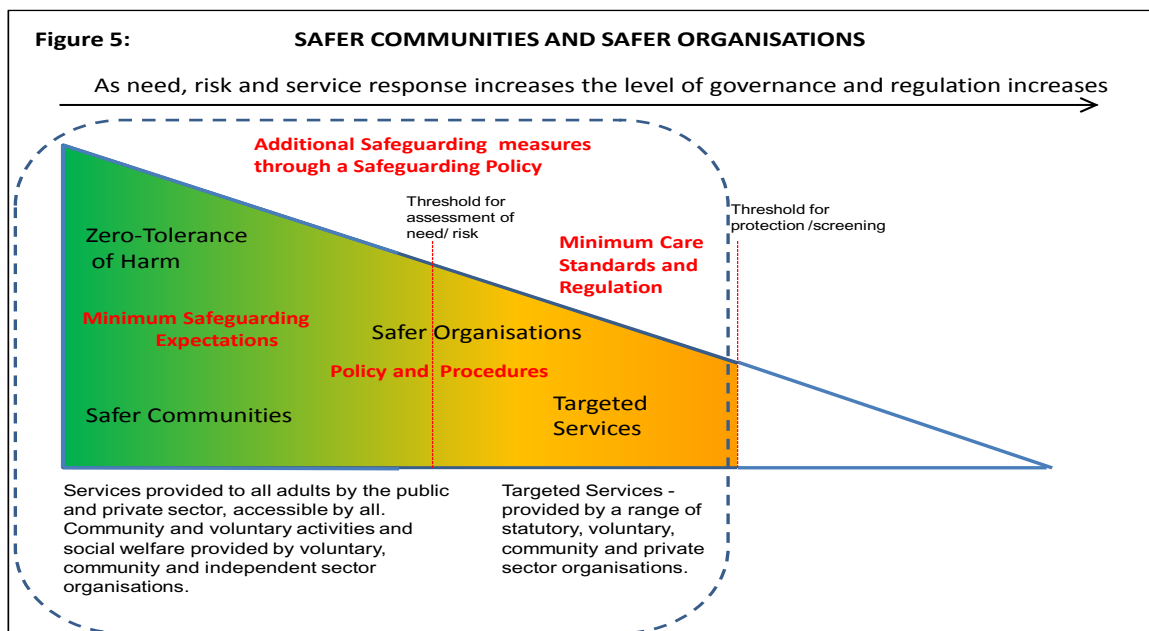 Figure 5: SAFER COMMUNITIES AND SAFER ORGANISATIONS
As need, risk and service response increases the level of governance and regulation increases
Additional Safeguarding measures
through a Safeguarding Policy
Threshold for
assessment of
need/ risk
Threshold for
protection /screening
Zero-Tolerance
of Harm
Minimum Care
Standards and
Regulation
Minimum Safeguarding
Expectations
Safer Organisations
Policy and Procedures
Safer Communities
Targeted
Services
Services provided to all adults by the public
and private sector, accessible by all.
Community and voluntary activities and
social welfare provided by voluntary,
community and independent sector
organisations.
Targeted Services -
provided by a range of
statutory, voluntary,
community and private
sector organisations.